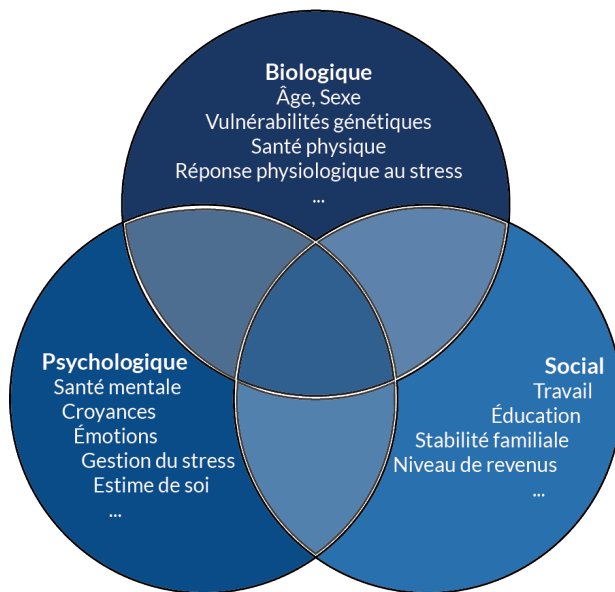 Biologique
Âge, Sexe
Vulnérabilités génétiques
Santé physique
Réponse physiologique au stress
...
Psychologique
Santé mentale
Croyances
Émotions
Gestion du stress
Estime de soi
...
Social
Travail
Éducation
Stabilité familiale
Niveau de revenus
...